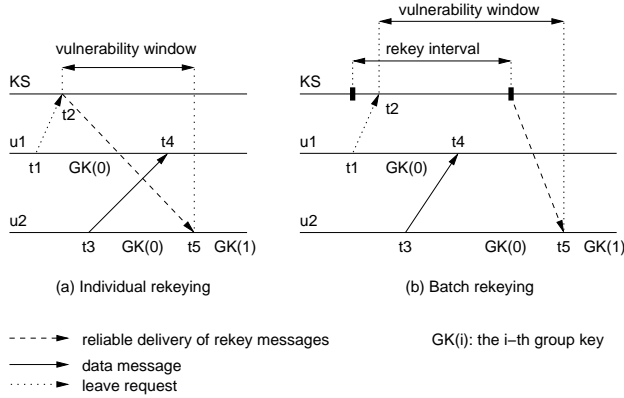 vulnerability window
KS
t2
u1
t4
t1
GK(0)
u2
t3
GK(0)
t5
GK(1)
(a) Individual rekeying
vulnerability window
rekey interval
KS
t2
u1
t4
t1
GK(0)
u2
t3
GK(0)
t5
GK(1)
(b) Batch rekeying
reliable delivery of rekey messages
data message
leave request
GK(i): the i−th group key